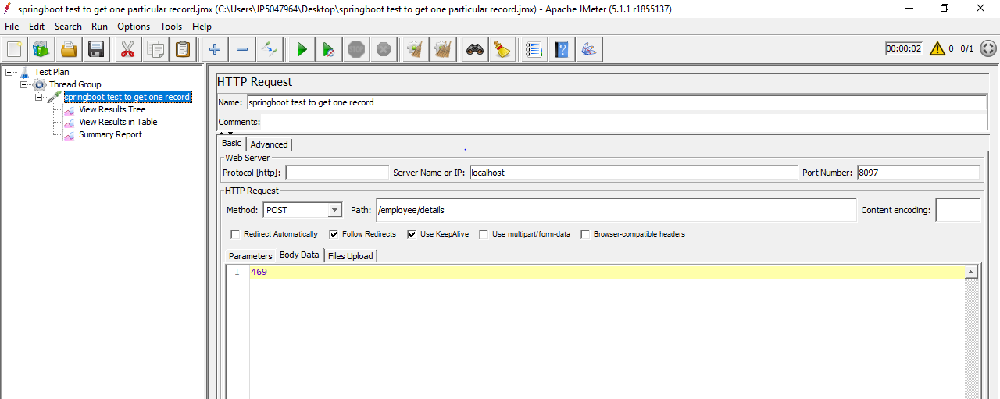 springboot test to get one particular record.jmx (C:\Users\JP5047964\Desktop\springboot test to get one particular record.jmx) - Apache JMeter (5.1.1 r1855137)
File Edit Search Run Options Tools Help
STOP
00:00:02 0 0/1
Test Plan
Thread Group
springboot test to get one record
View Results Tree
View Results in Table
Summary Report
HTTP Request
Name: springboot test to get one record
Comments:
Basic Advanced
Web Server
Protocol [http]: Server Name or IP: localhost Port Number: 8097
HTTP Request
Method: POST Path: /employee/details Content encoding:
Redirect Automatically Follow Redirects Use KeepAlive Use multipart/form-data Browser-compatible headers
Parameters Body Data Files Upload
1 469